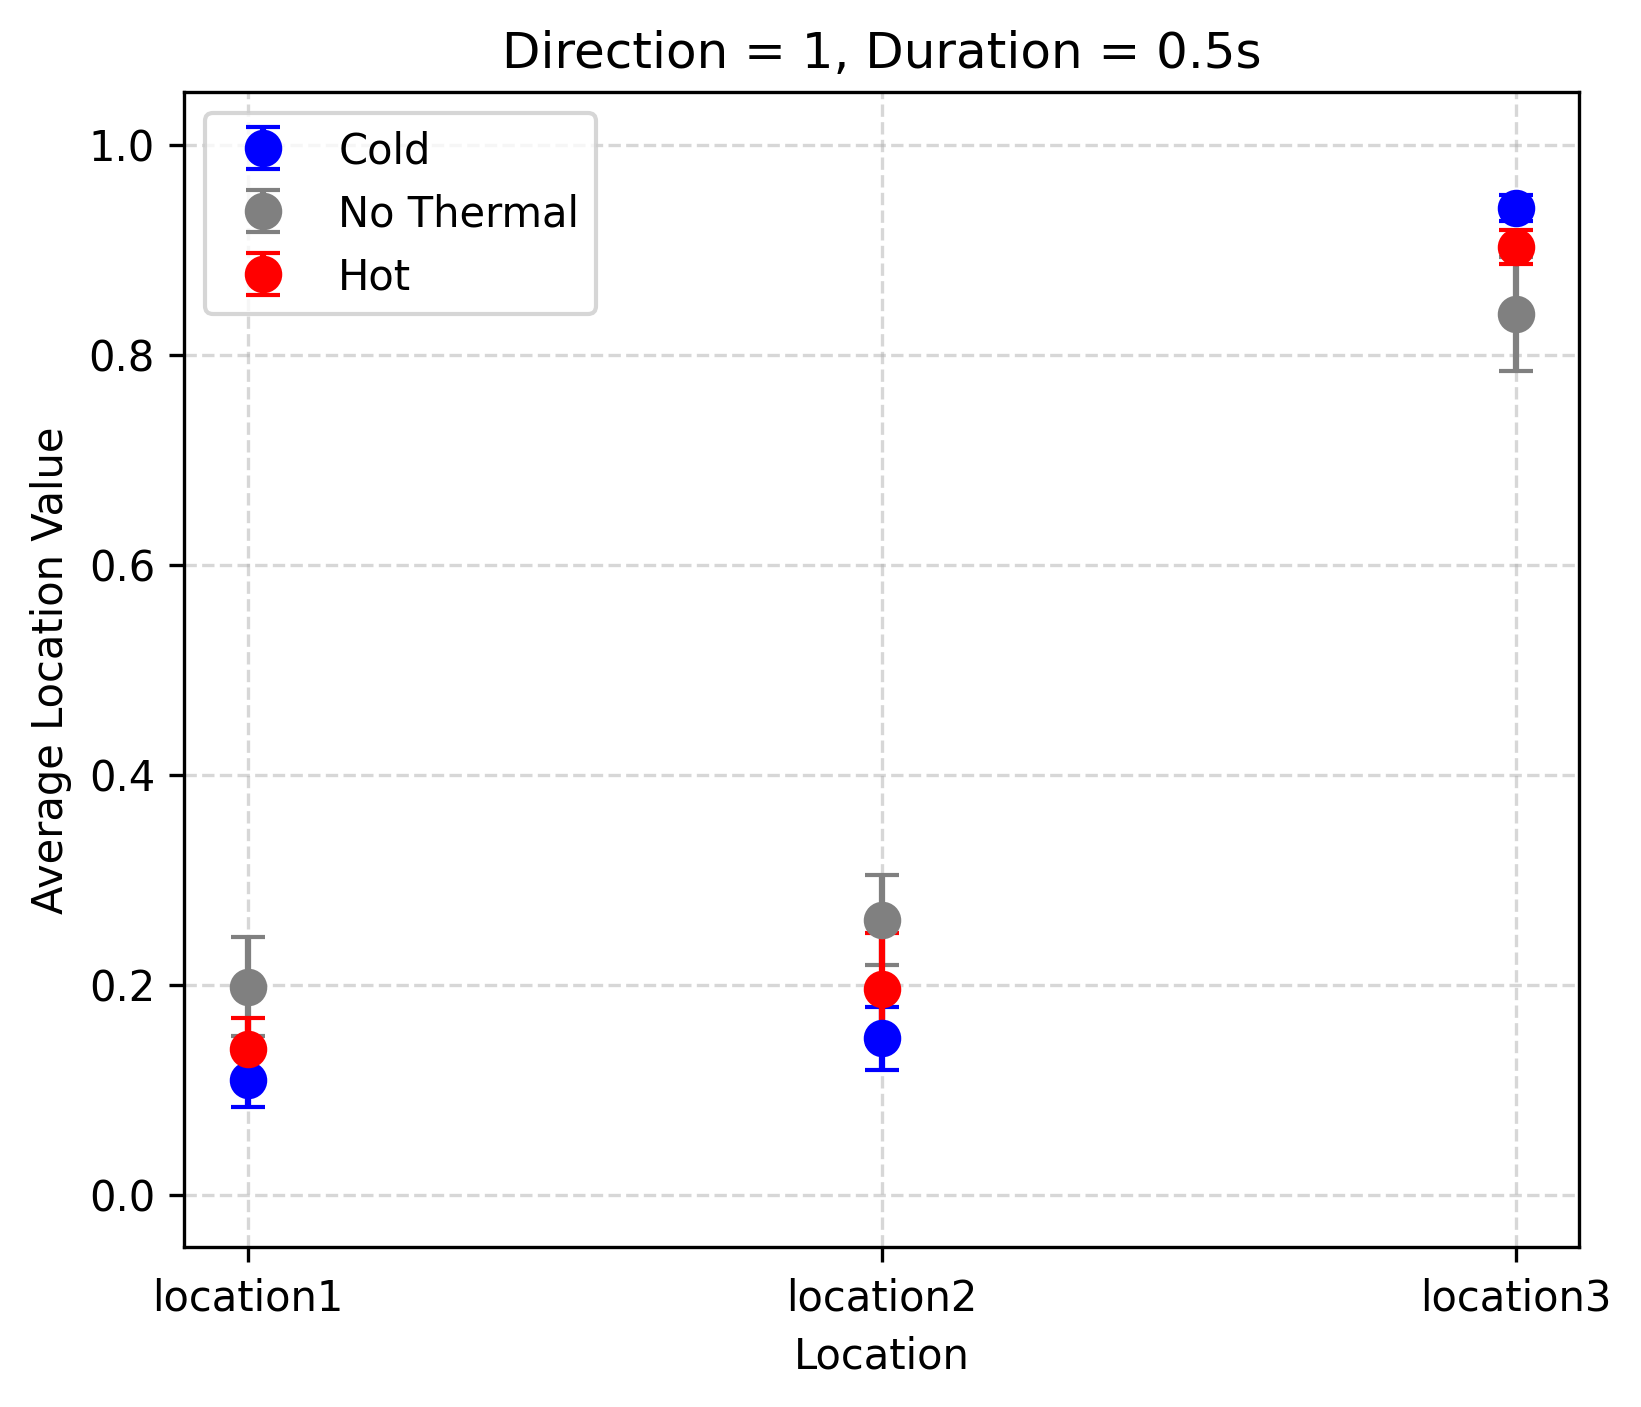 Direction = 1, Duration = 0.5s
Cold
No Thermal
Hot
1.0
0.8
0.6
0.4
0.2
0.0
Average Location Value
location1
location2
location3
Location